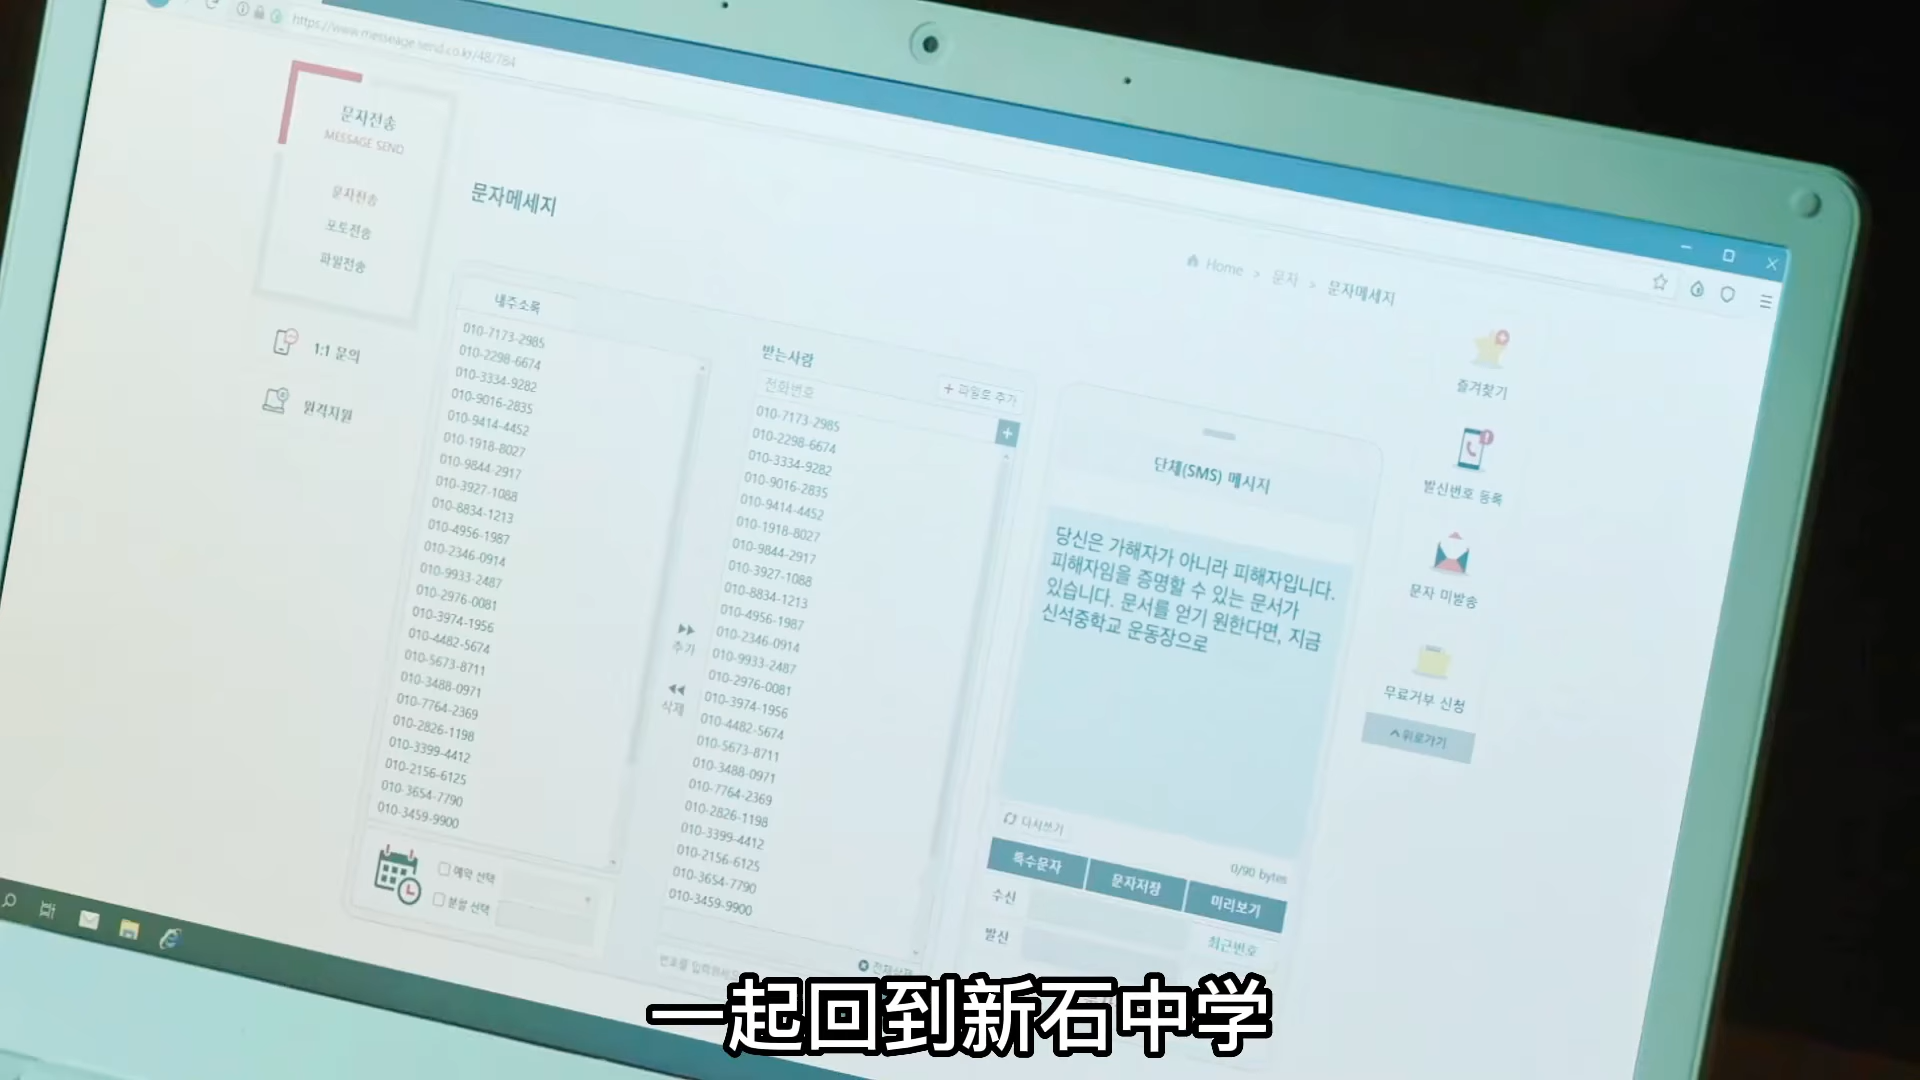 https://www.messeage.send.co.kr/48/784
문자전송
MESSAGE SEND
문자전송
포토전송
파일전송
1:1 문의
원격지원
문자메세지
Home > 문자 > 문자메세지
내주소록
010-7173-2985
010-2298-6674
010-3334-9282
010-9016-2835
010-9414-4452
010-1918-8027
010-9844-2917
010-3927-1088
010-8834-1213
010-4956-1987
010-2346-0914
010-9933-2487
010-2976-0081
010-3974-1956
010-4482-5674
010-5673-8711
010-3488-0971
010-7764-2369
010-2826-1198
010-3399-4412
010-2156-6125
010-3654-7790
010-3459-9900
예약 선택
분할 선택
추가
삭제
받는사람
전화번호
+ 파일로 추가
010-7173-2985
010-2298-6674
010-3334-9282
010-9016-2835
010-9414-4452
010-1918-8027
010-9844-2917
010-3927-1088
010-8834-1213
010-4956-1987
010-2346-0914
010-9933-2487
010-2976-0081
010-3974-1956
010-4482-5674
010-5673-8711
010-3488-0971
010-7764-2369
010-2826-1198
010-3399-4412
010-2156-6125
010-3654-7790
010-3459-9900
전체삭제
단체(SMS) 메시지
당신은 가해자가 아니라 피해자입니다.
피해자임을 증명할 수 있는 문서가
있습니다. 문서를 얻기 원한다면, 지금
신석중학교 운동장으로
다시쓰기
0/90 bytes
특수문자 문자저장 미리보기
수신
발신
최근번호
즐겨찾기
발신번호 등록
문자 미발송
무료거부 신청
위로가기
一起回到新石中学